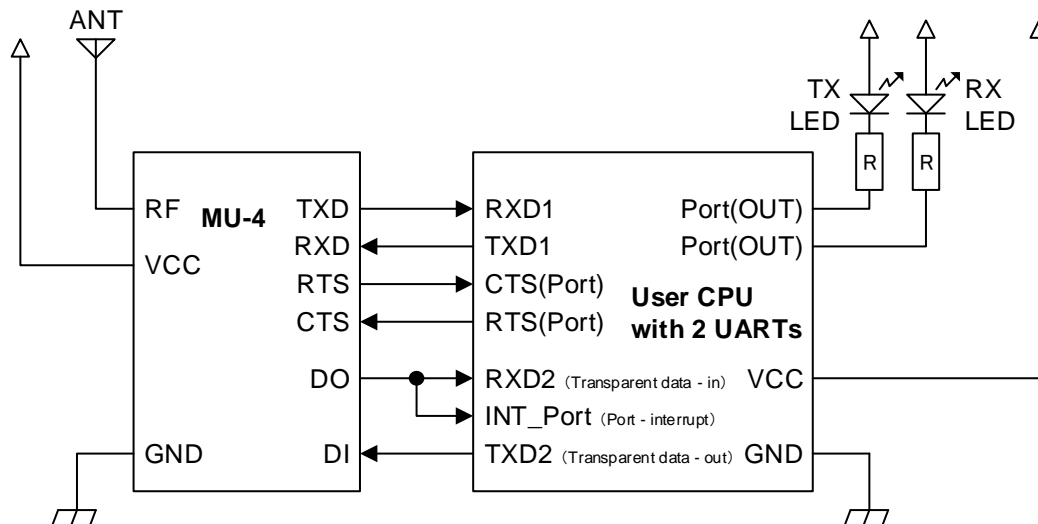 ANT
TX
LED
RX
LED
R
R
RF
MU-4
TXD
RXD
VCC
RTS
CTS
DO
GND
DI
RXD1
Port(OUT)
TXD1
Port(OUT)
CTS(Port)
User CPU
with 2 UARTs
RTS(Port)
RXD2 (Transparent data - in)
VCC
INT_Port (Port - interrupt)
TXD2 (Transparent data - out)
GND